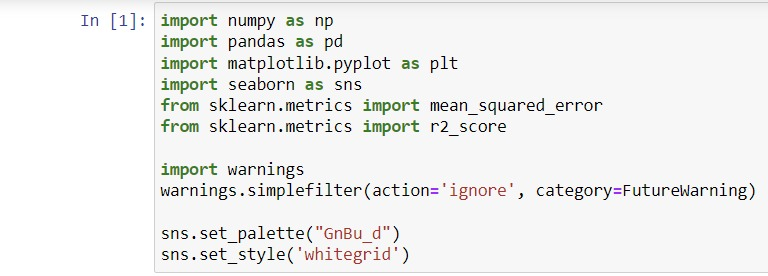 In [1]: import numpy as np
import pandas as pd
import matplotlib.pyplot as plt
import seaborn as sns
from sklearn.metrics import mean_squared_error
from sklearn.metrics import r2_score
import warnings
warnings.simplefilter(action='ignore', category=FutureWarning)
sns.set_palette("GnBu_d")
sns.set_style('whitegrid')